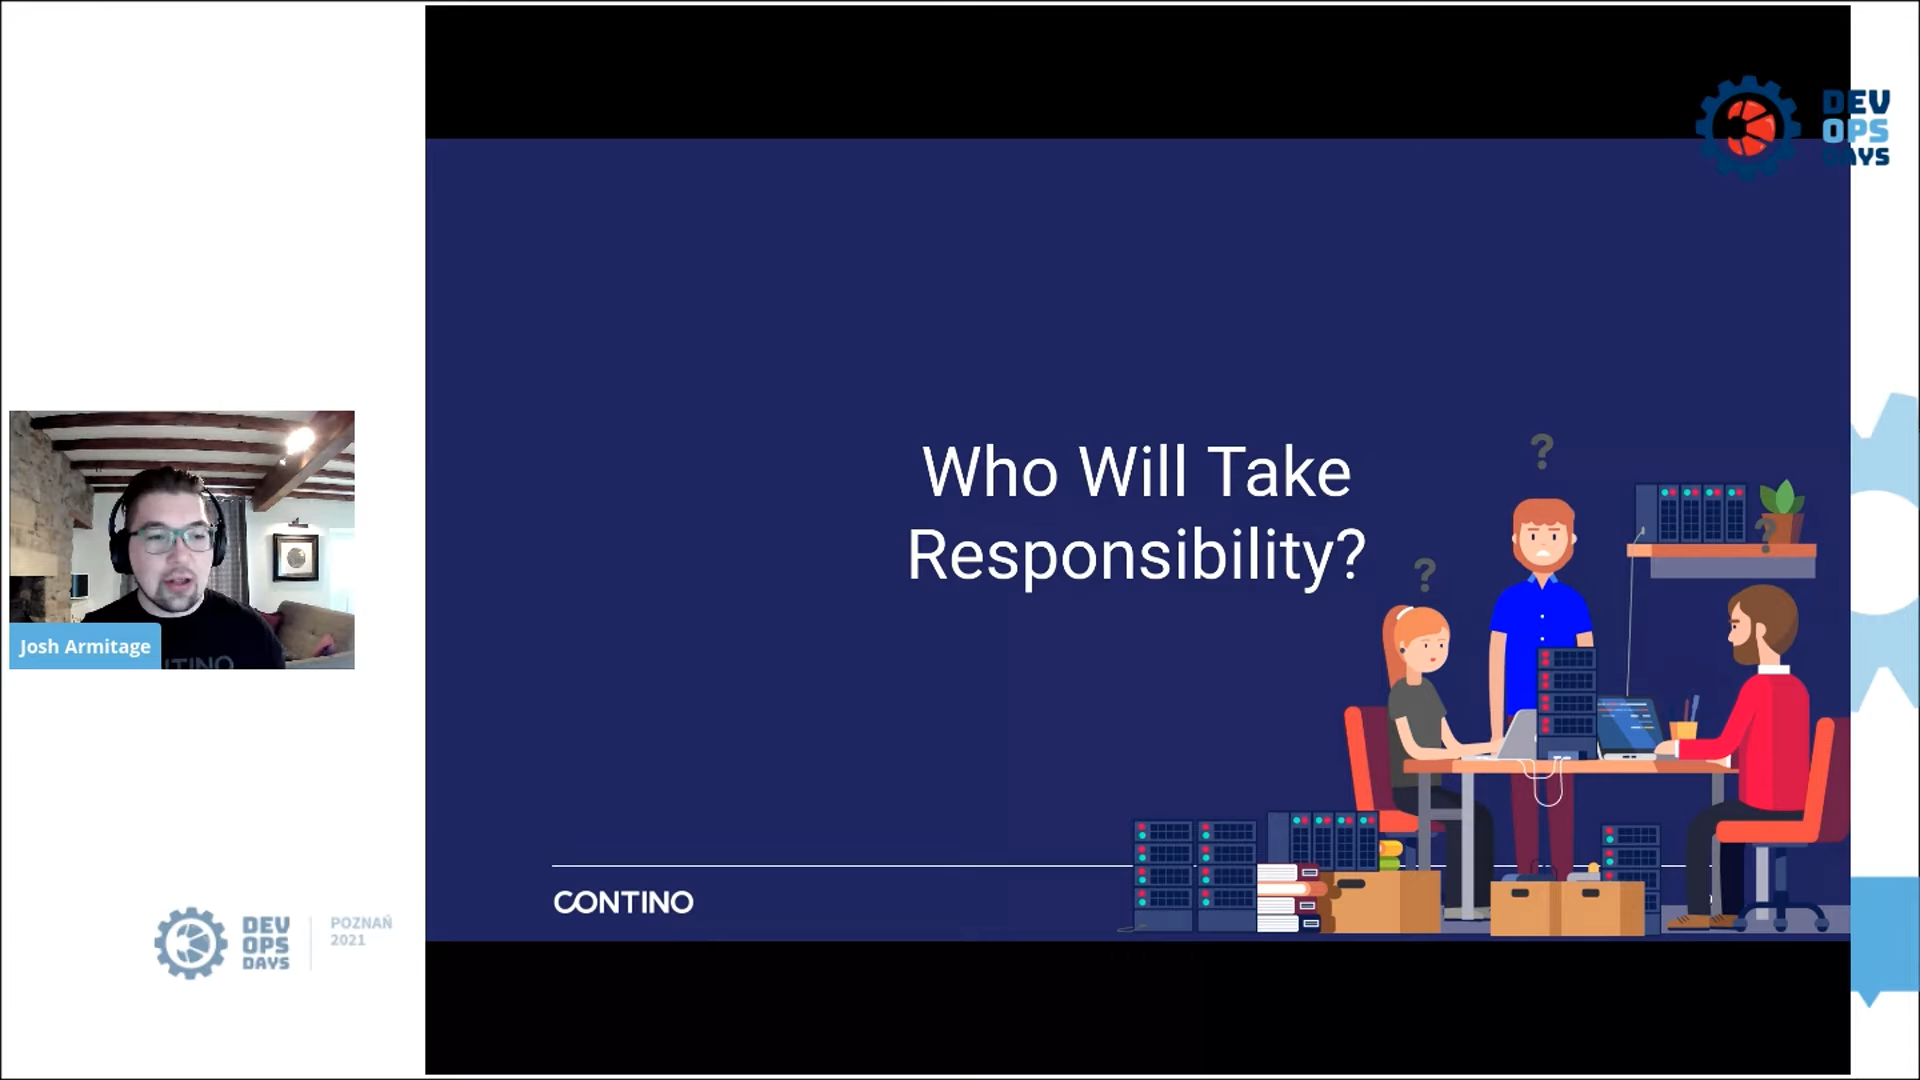 DEV
OPS
DAYS
Who Will Take
Responsibility?
?
?
?
Josh Armitage
CONTINO
DEV
OPS
DAYS
POZNAŃ
2021